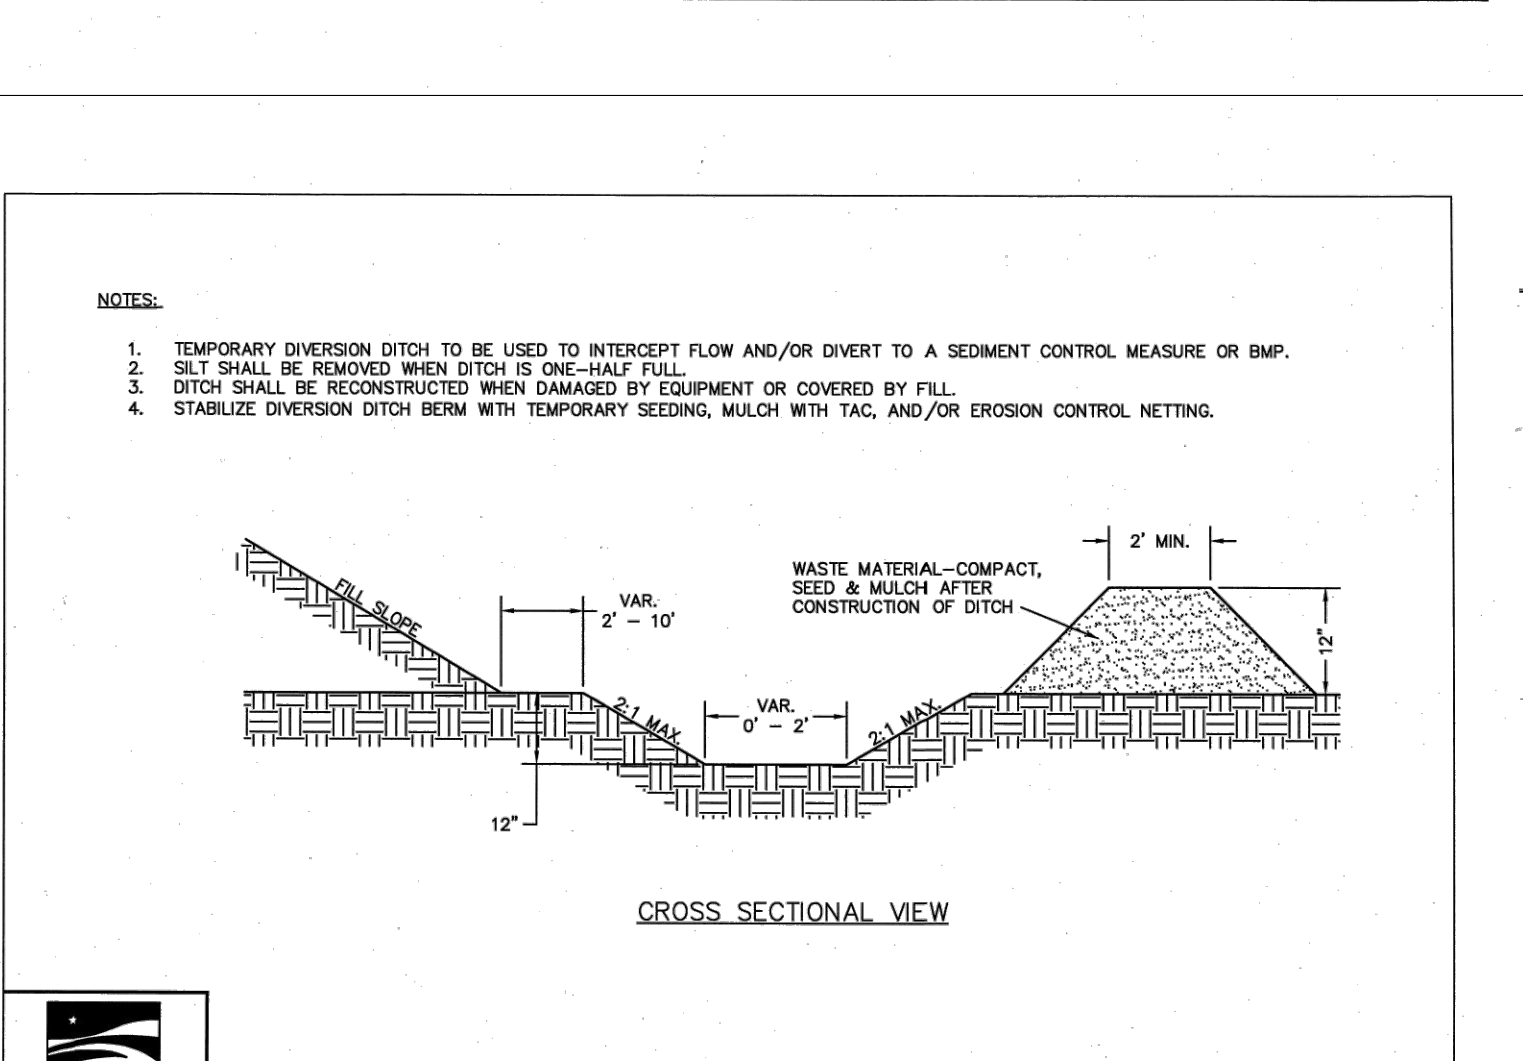 NOTES:
1. TEMPORARY DIVERSION DITCH TO BE USED TO INTERCEPT FLOW AND/OR DIVERT TO A SEDIMENT CONTROL MEASURE OR BMP.
2. SILT SHALL BE REMOVED WHEN DITCH IS ONE-HALF FULL.
3. DITCH SHALL BE RECONSTRUCTED WHEN DAMAGED BY EQUIPMENT OR COVERED BY FILL.
4. STABILIZE DIVERSION DITCH BERM WITH TEMPORARY SEEDING, MULCH WITH TAC, AND/OR EROSION CONTROL NETTING.
2' MIN.
WASTE MATERIAL-COMPACT,
SEED & MULCH AFTER
CONSTRUCTION OF DITCH
FILL SLOPE
VAR.
2' - 10'
12"
2:1 MAX.
VAR.
0' - 2'
2:1 MAX.
12"
CROSS SECTIONAL VIEW